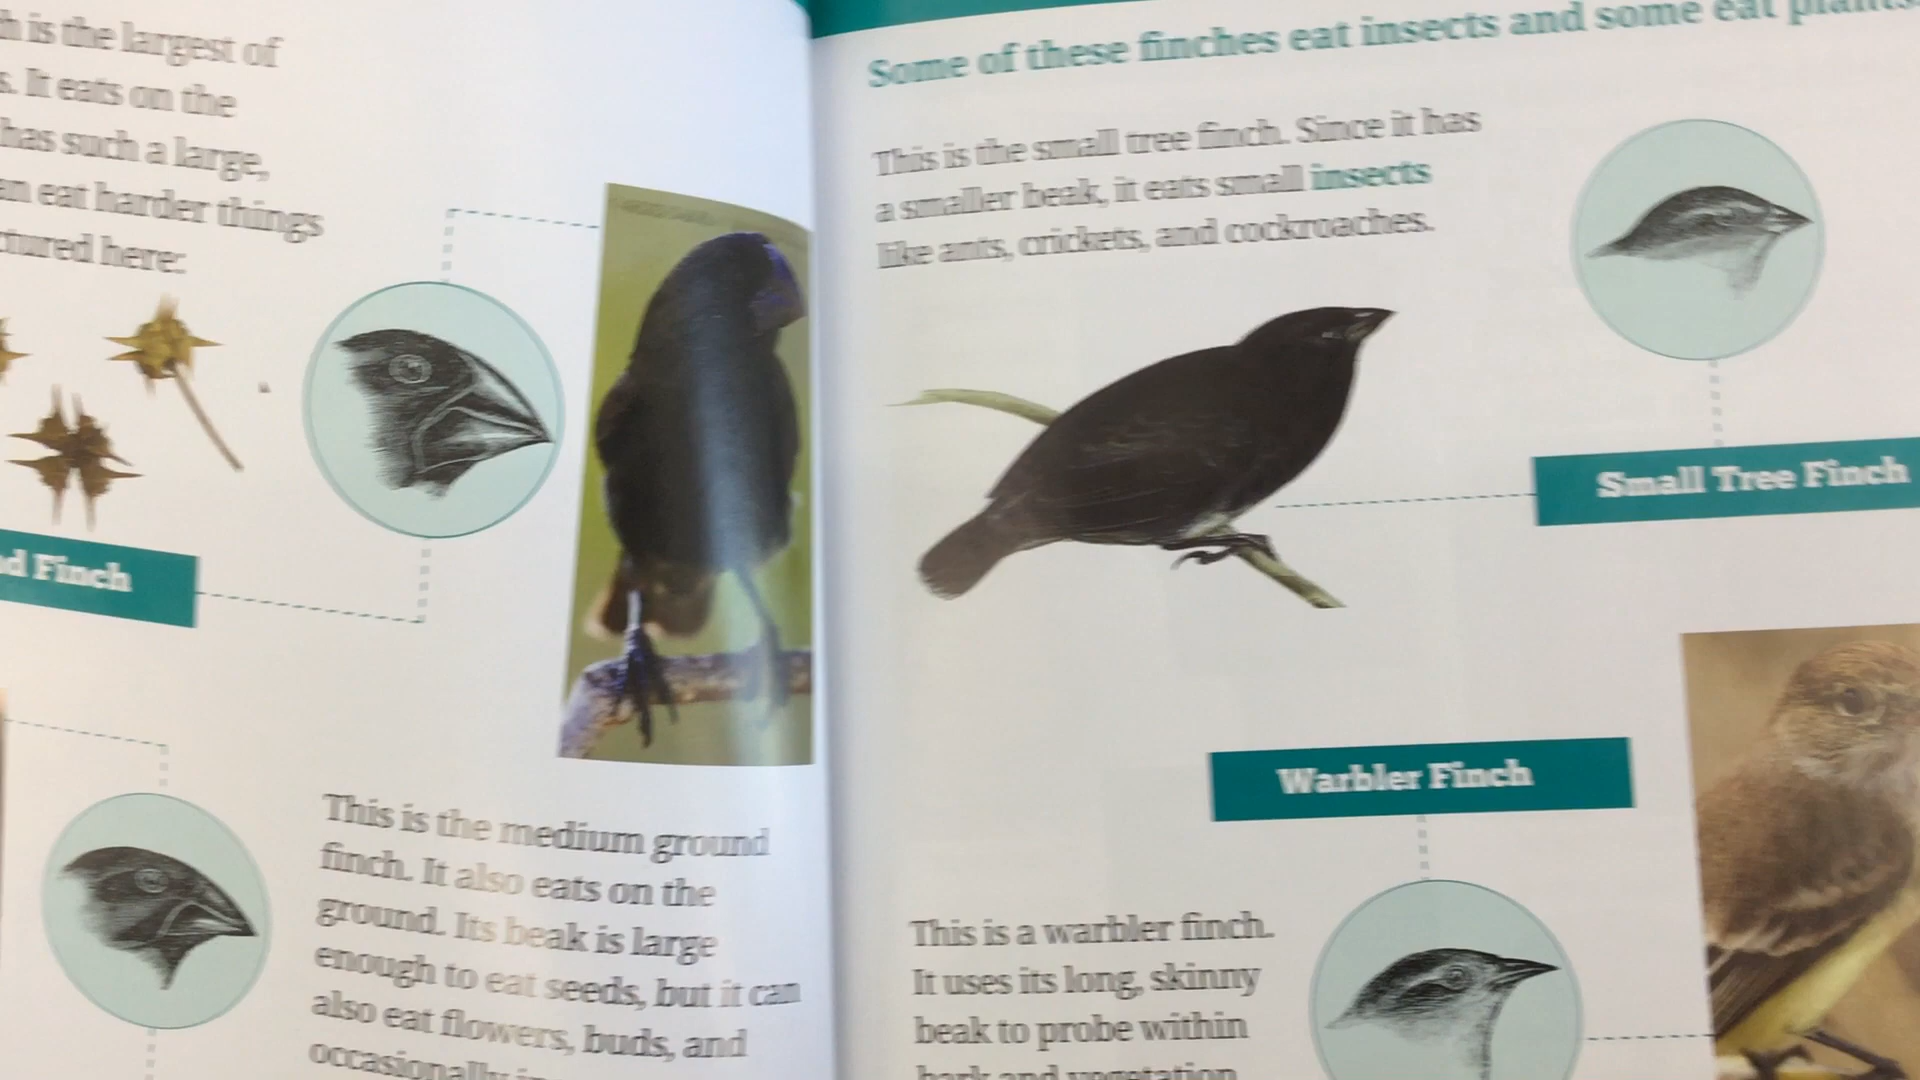 is the largest of
It eats on the
has such a large,
eat harder things
here:
Finch
This is the medium ground
finch. It also eats on the
ground. Its beak is large
enough to eat seeds, but it can
also eat flowers, buds, and
occasionally
Some of these finches eat insects and some eat plants
This is the small tree finch. Since it has
a smaller beak, it eats small insects
like ants, crickets, and cockroaches.
Small Tree Finch
Warbler Finch
This is a warbler finch.
It uses its long, skinny
beak to probe within
bark and vegetation